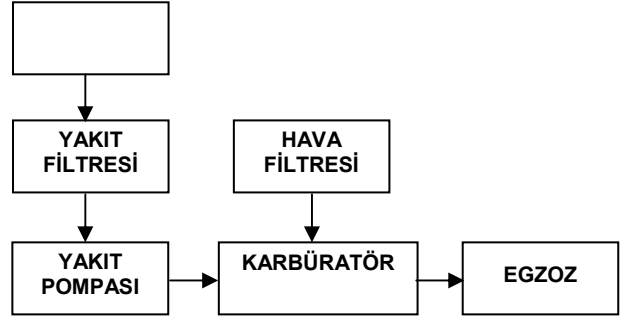 YAKIT
FİLTRESİ
HAVA
FİLTRESİ
YAKIT
POMPASI
KARBÜRATÖR
EGZOZ